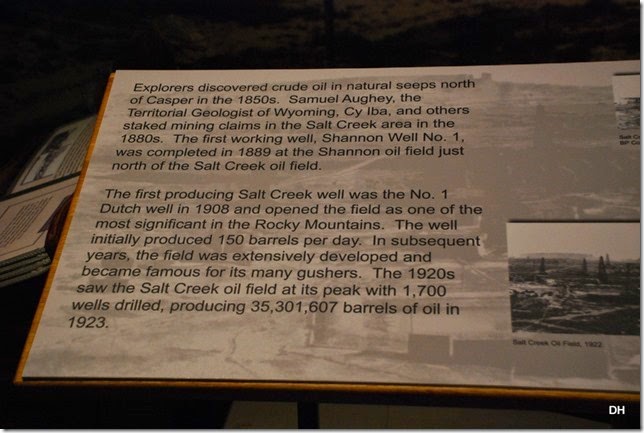 Explorers discovered crude oil in natural seeps north
of Casper in the 1850s. Samuel Aughey, the
Territorial Geologist of Wyoming, Cy Iba, and others
staked mining claims in the Salt Creek area in the
1880s. The first working well, Shannon Well No. 1,
was completed in 1889 at the Shannon oil field just
north of the Salt Creek oil field.
The first producing Salt Creek well was the No. 1
Dutch well in 1908 and opened the field as one of the
most significant in the Rocky Mountains. The well
initially produced 150 barrels per day. In subsequent
years, the field was extensively developed and
became famous for its many gushers. The 1920s
saw the Salt Creek oil field at its peak with 1,700
wells drilled, producing 35,301,607 barrels of oil in
1923.
Salt C
BP Co
Salt Creek Oil Field, 1922
DH